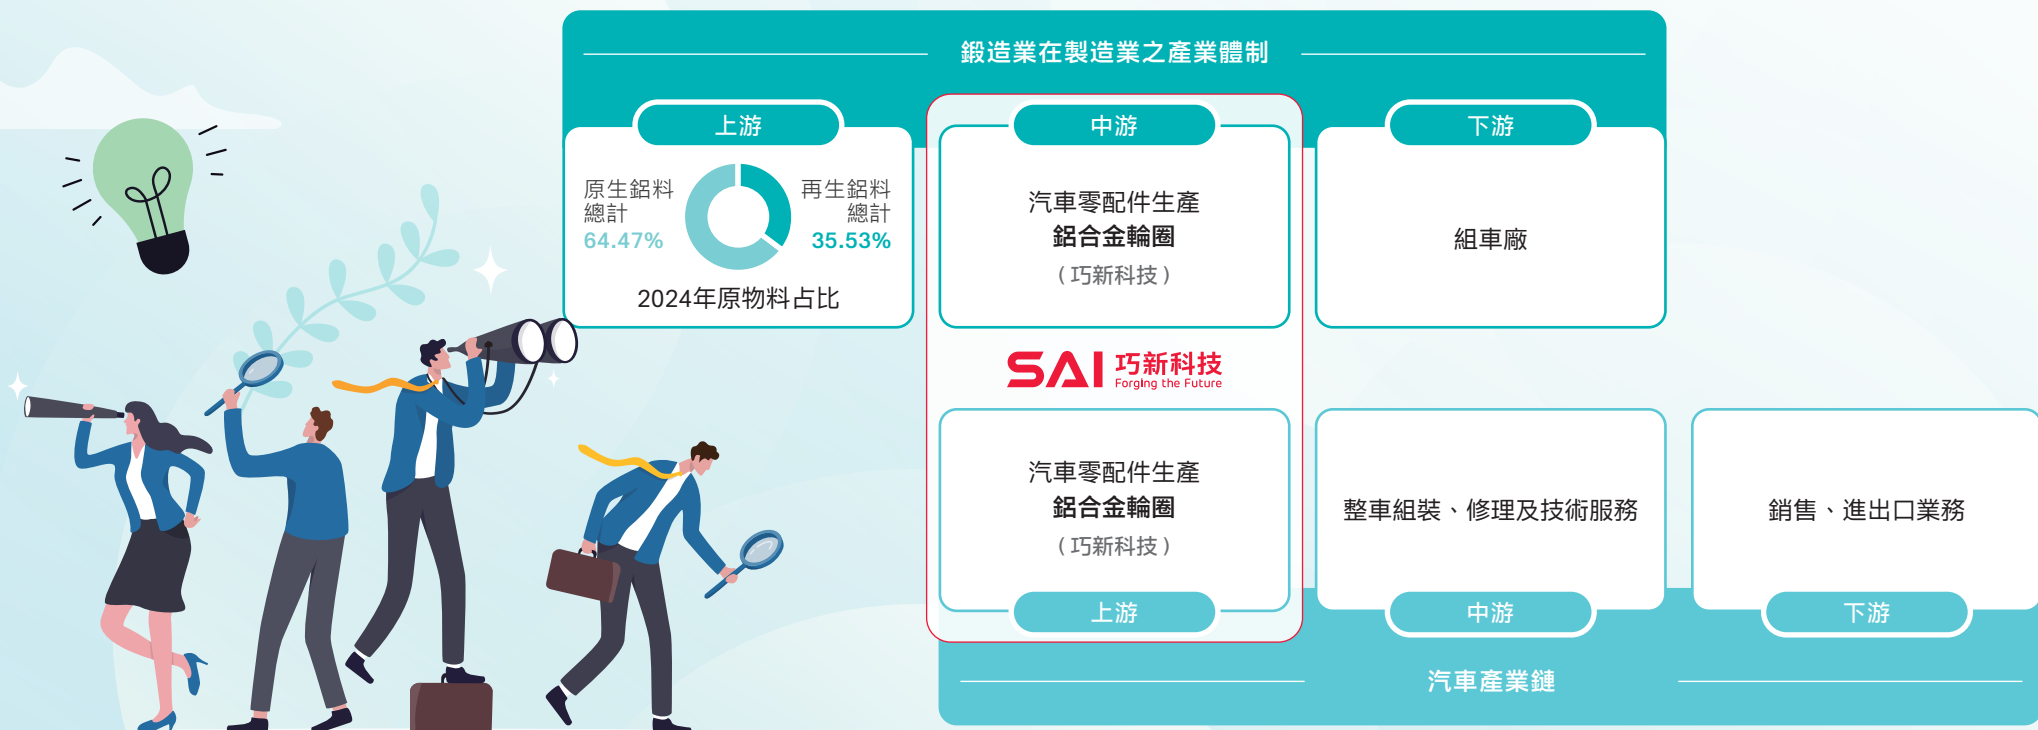 鍛造業在製造業之產業體制
上游
原生鋁料
總計
64.47%
再生鋁料
總計
35.53%
2024年原物料占比
中游
汽車零配件生產
鋁合金輪圈
(巧新科技)
下游
組車廠
SAI 巧新科技
Forging the Future
汽車零配件生產
鋁合金輪圈
(巧新科技)
上游
整車組裝、修理及技術服務
中游
銷售、進出口業務
下游
汽車產業鏈